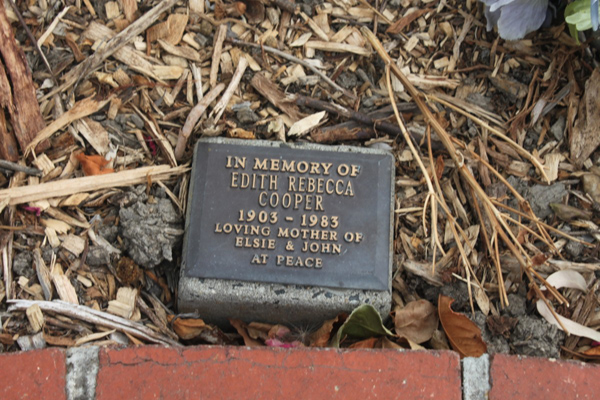 IN MEMORY OF
EDITH REBECCA
COOPER
1903 - 1983
LOVING MOTHER OF
ELSIE & JOHN
AT PEACE